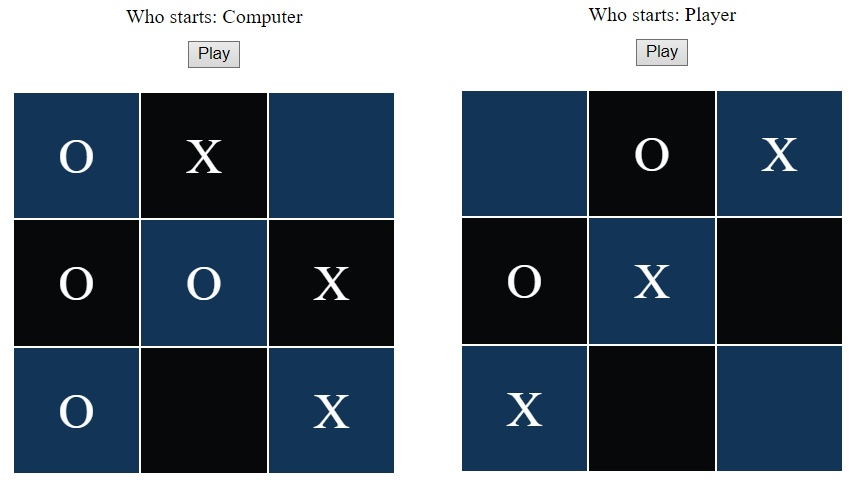 Who starts: Computer
Play
O X
O O X
O X
Who starts: Player
Play
O X
O X
X